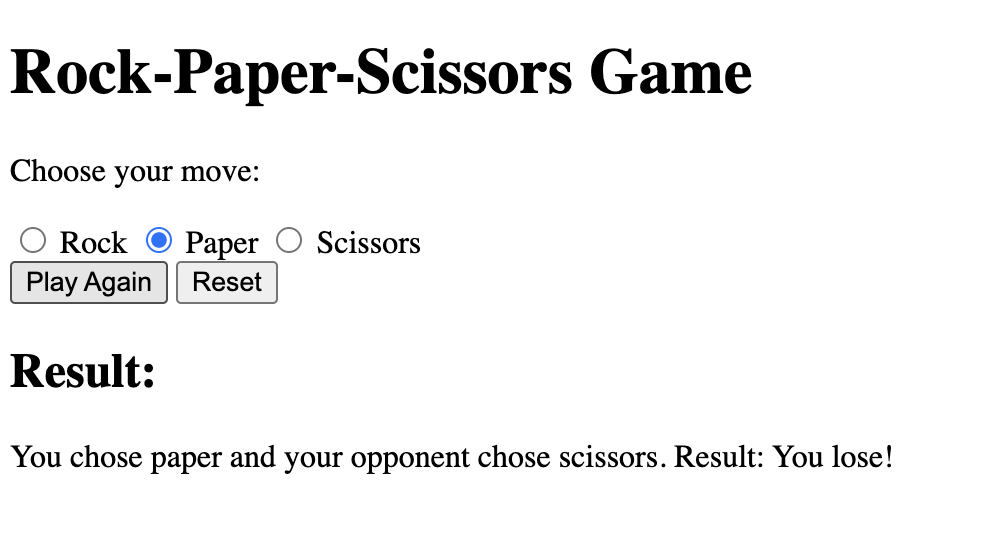 Rock-Paper-Scissors Game
Choose your move:
Rock Paper Scissors
Play Again Reset
Result:
You chose paper and your opponent chose scissors. Result: You lose!